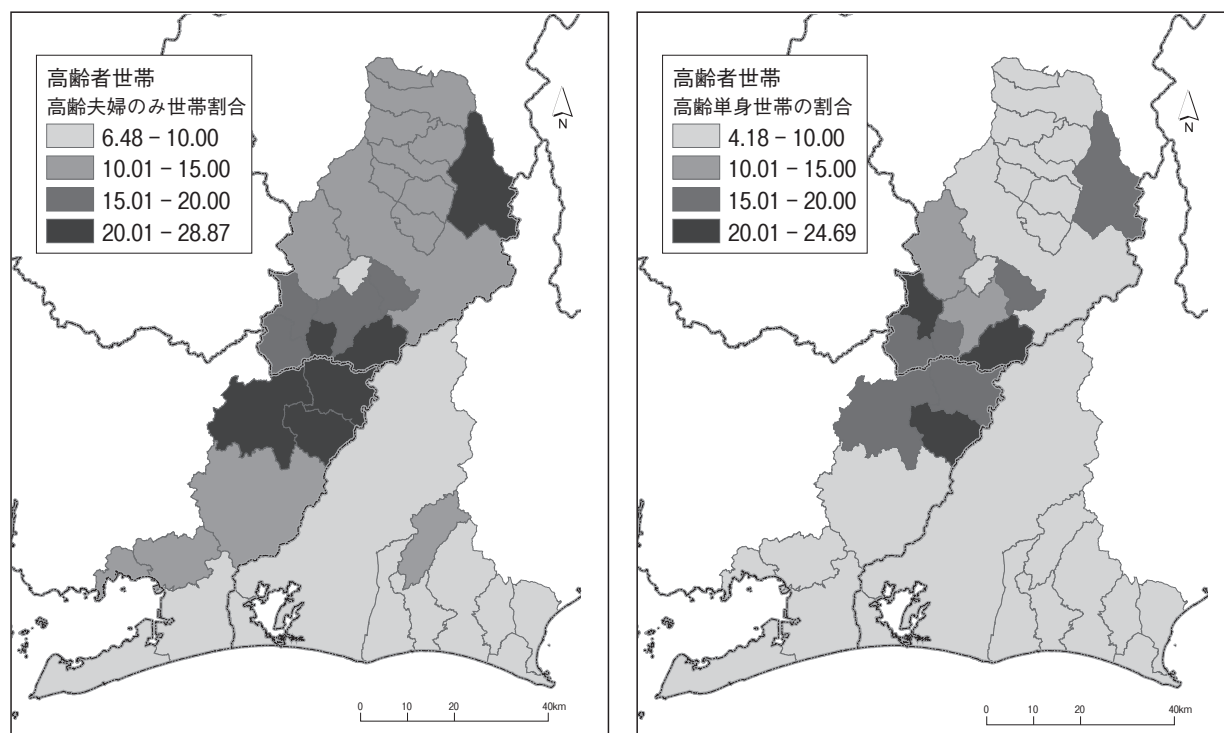 高齢者世帯
高齢夫婦のみ世帯割合
6.48 − 10.00
10.01 − 15.00
15.01 − 20.00
20.01 − 28.87
N
0 10 20 40km
高齢者世帯
高齢単身世帯の割合
4.18 − 10.00
10.01 − 15.00
15.01 − 20.00
20.01 − 24.69
N
0 10 20 40km